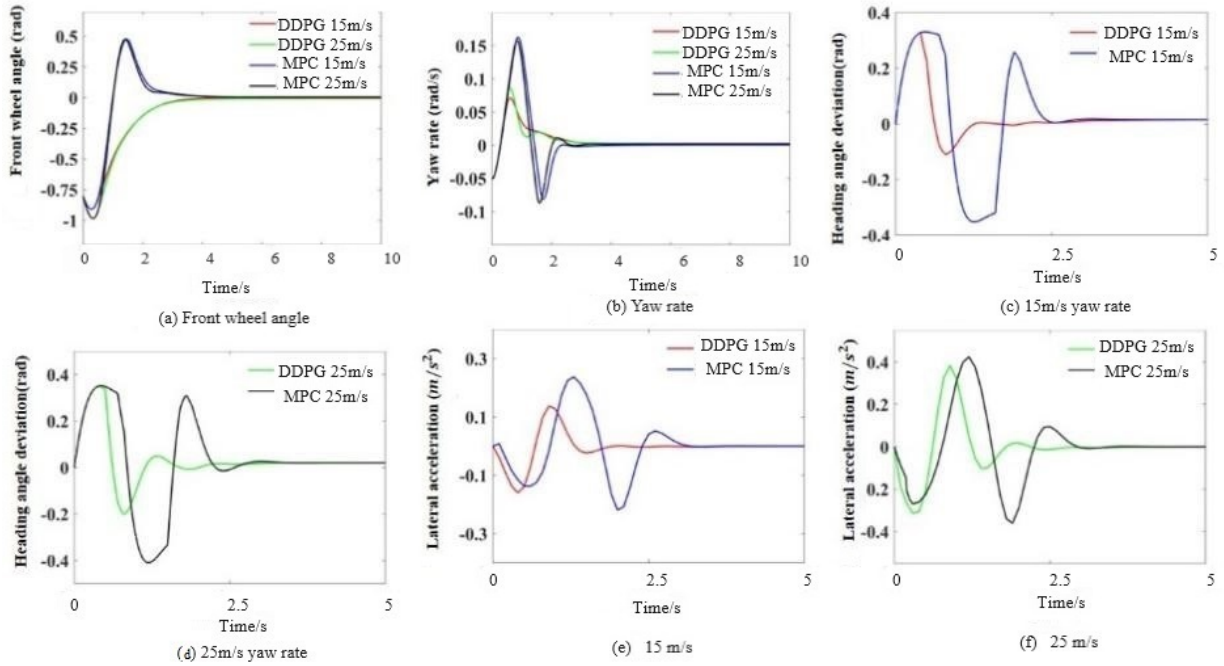 Front wheel angle (rad)
0.5
0
-0.25
-0.5
-0.75
-1
DDPG 15m/s
DDPG 25m/s
MPC 15m/s
MPC 25m/s
0 2 4 6 8 10
Time/s
(a) Front wheel angle
Yaw rate (rad/s)
0.15
0.10
0.05
0
-0.05
-0.1
DDPG 15m/s
DDPG 25m/s
MPC 15m/s
MPC 25m/s
0 2 4 6 8 10
Time/s
(b) Yaw rate
Heading angle deviation(rad)
0.4
0.2
0
-0.2
-0.4
DDPG 15m/s
MPC 15m/s
0 2.5 5
Time/s
(c) 15m/s yaw rate
Heading angle deviation(rad)
0.4
0.2
0
-0.2
-0.4
DDPG 25m/s
MPC 25m/s
0 2.5 5
Time/s
(d) 25m/s yaw rate
Lateral acceleration (m/s²)
0.3
0.1
-0.1
-0.3
DDPG 15m/s
MPC 15m/s
0 2.5 5
Time/s
(e) 15 m/s
Lateral acceleration (m/s²)
0.4
0.2
0
0.2
-0.4
DDPG 25m/s
MPC 25m/s
0 2.5 5
Time/s
(f) 25 m/s